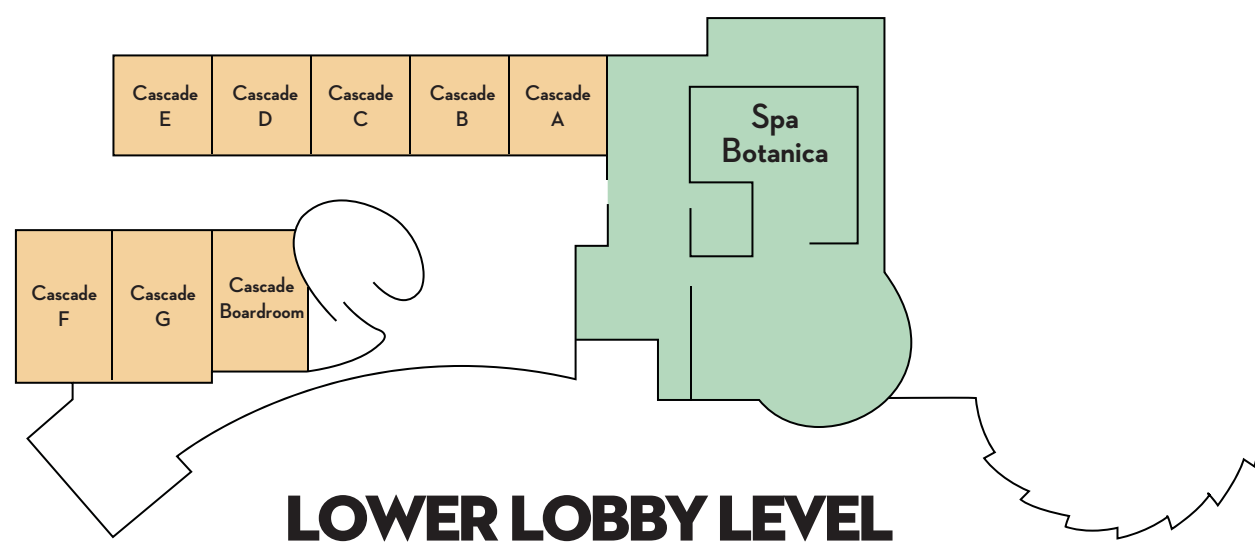 Cascade
E
Cascade
D
Cascade
C
Cascade
B
Cascade
A
Spa
Botanica
Cascade
F
Cascade
G
Cascade
Boardroom
LOWER LOBBY LEVEL